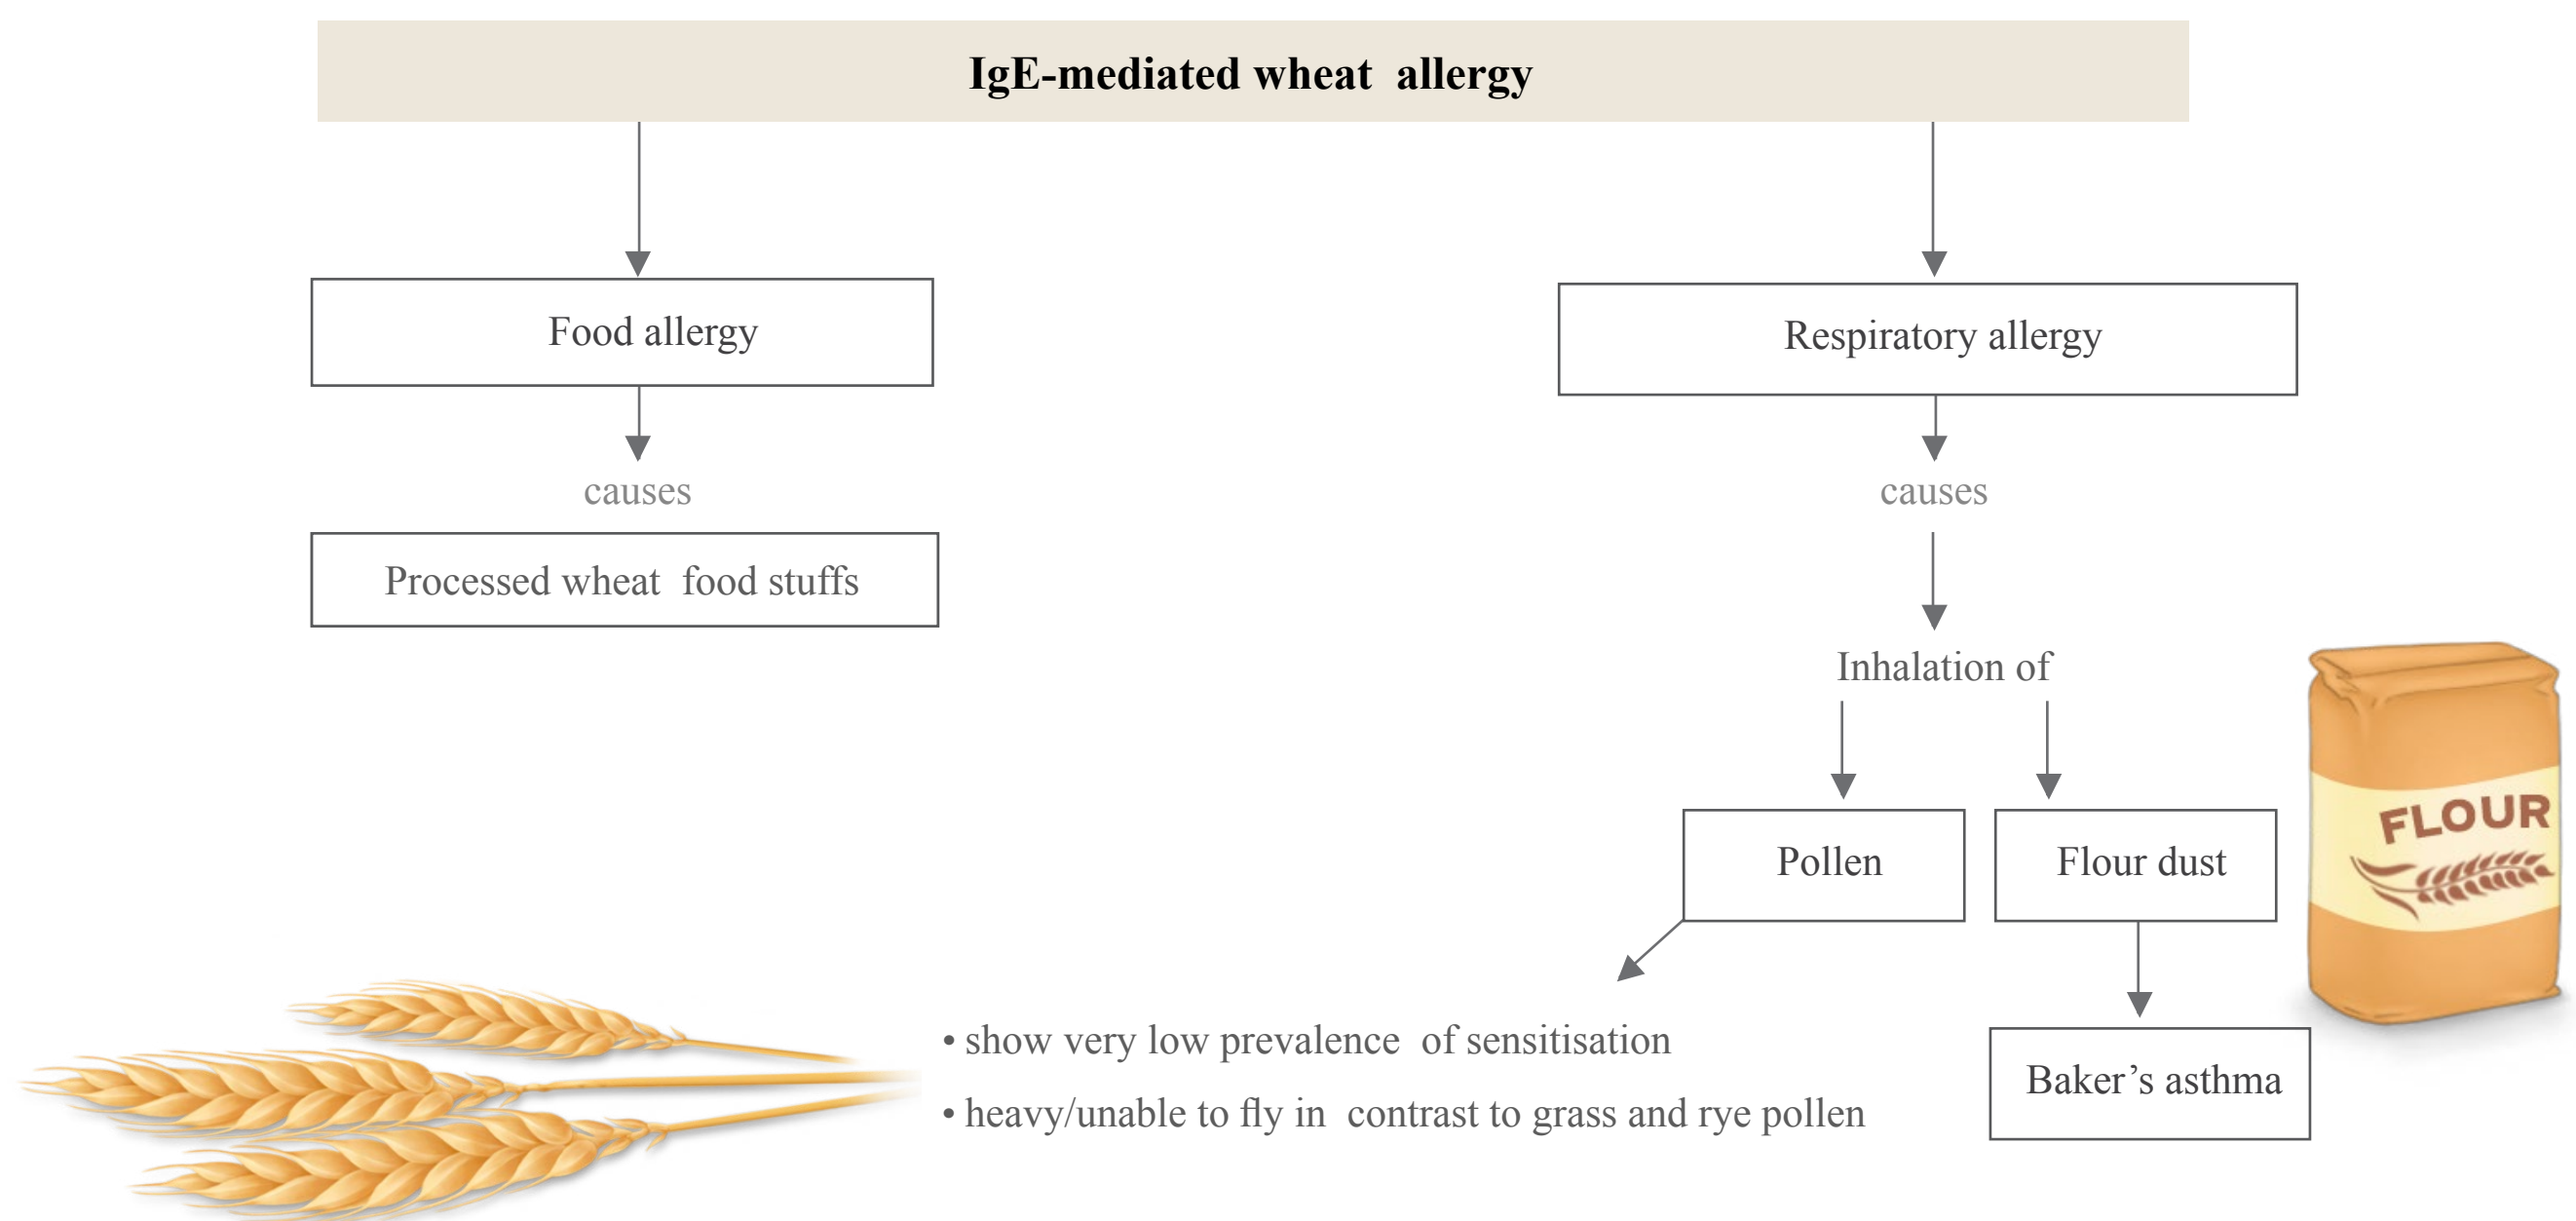 IgE-mediated wheat allergy
Food allergy
Respiratory allergy
causes
causes
Processed wheat food stuffs
Inhalation of
FLOUR
Pollen
Flour dust
• show very low prevalence of sensitisation
• heavy/unable to fly in contrast to grass and rye pollen
Baker’s asthma